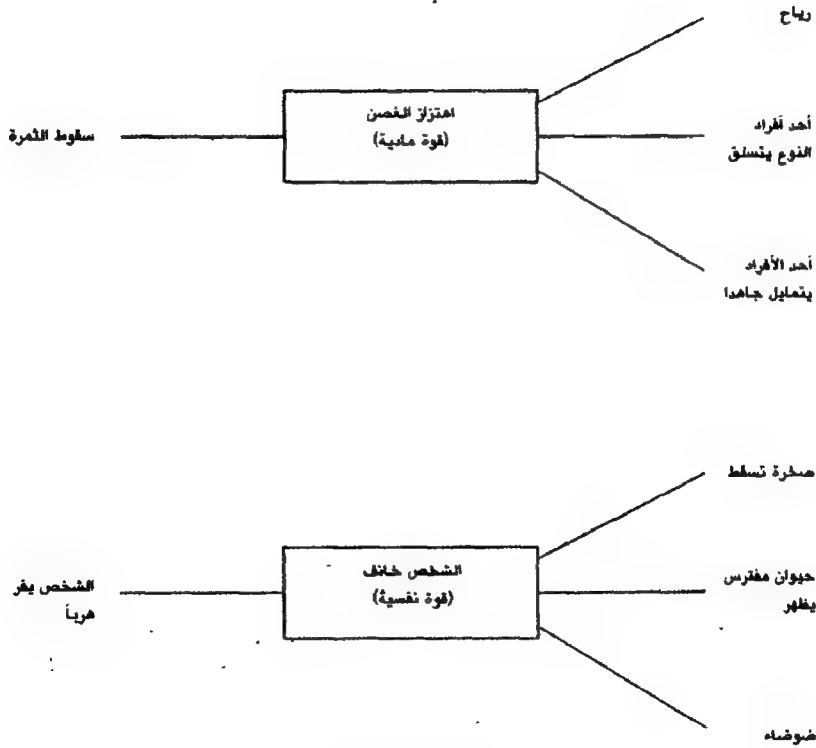 رياح
اهتزاز الغصن
(قوة مادية)
أحد أفراد
النوع يتسلق
سقوط الثمرة
أحد الأفراد
يتمايل جاهدا
صخرة تسقط
الشخص خائف
(قوة نفسية)
حيوان مفترس
يظهر
الشخص يفر
هرباً
ضوضاء